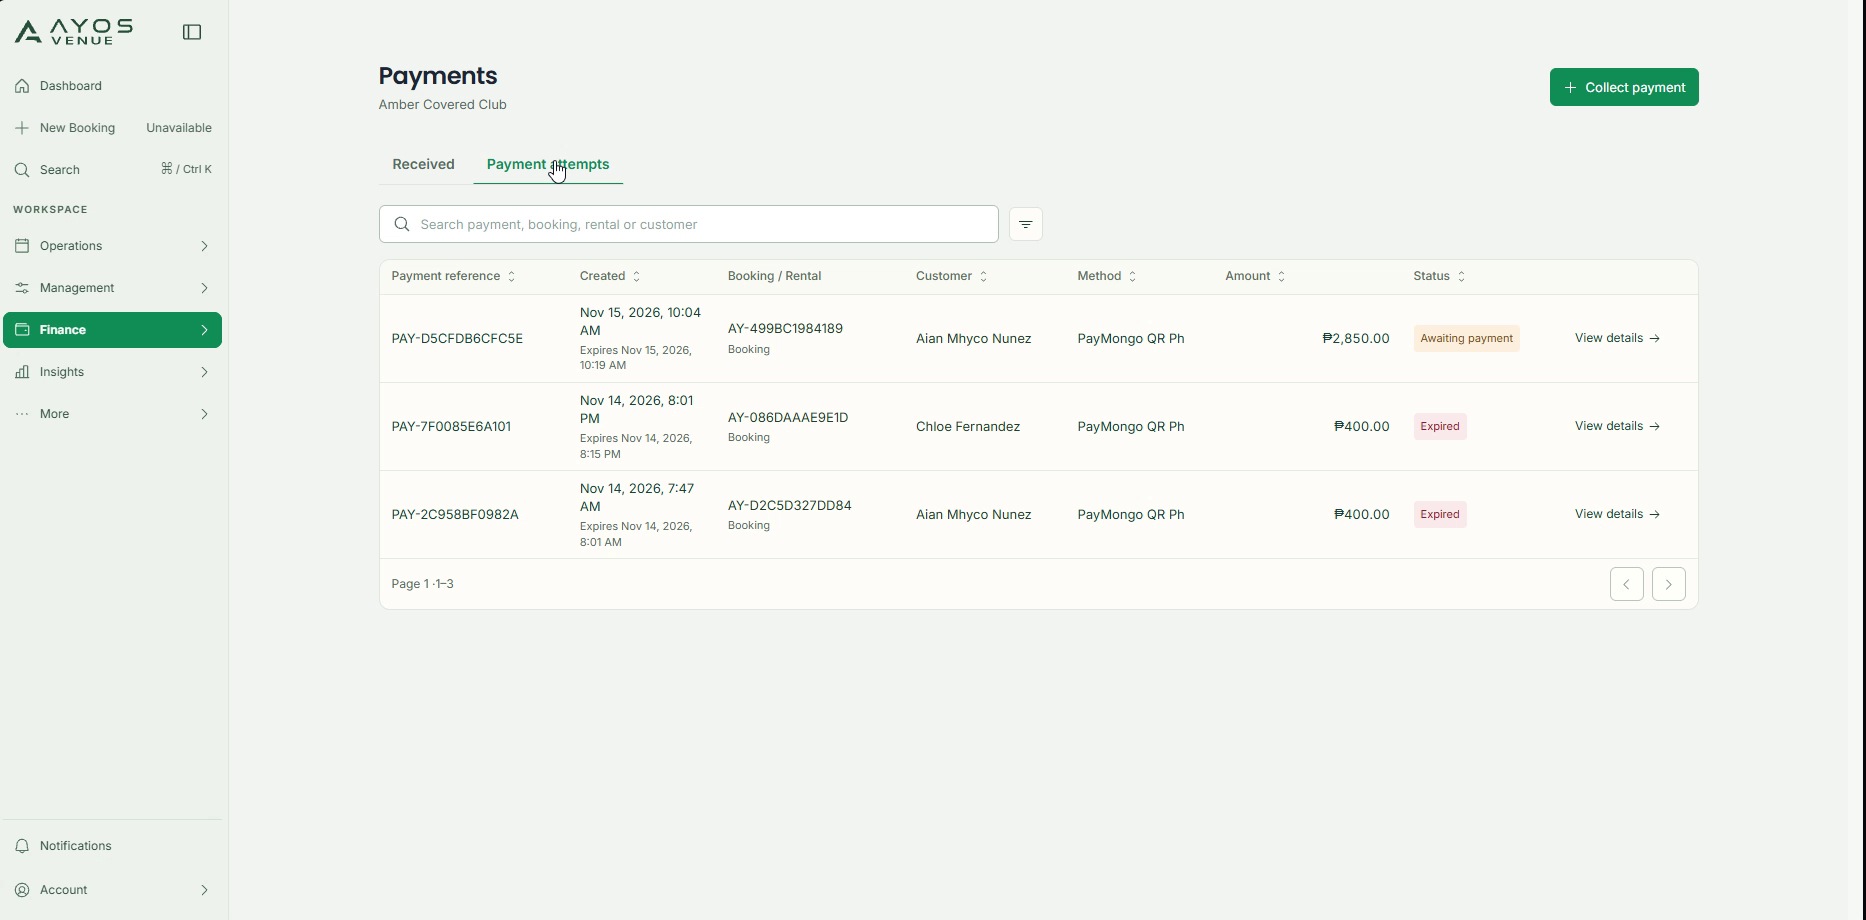 AYOS
VENUE
Dashboard
New Booking Unavailable
Search ⌘ / Ctrl K
WORKSPACE
Operations
Management
Finance
Insights
More
Notifications
Account
Payments
Amber Covered Club
+ Collect payment
Received Payment attempts
Search payment, booking, rental or customer
Payment reference Created Booking / Rental Customer Method Amount Status
PAY-D5CFDB6CFC5E
Nov 15, 2026, 10:04
AM
Expires Nov 15, 2026,
10:19 AM
AY-499BC1984189
Booking
Aian Mhyco Nunez
PayMongo QR Ph
₱2,850.00
Awaiting payment
View details →
PAY-7F0085E6A101
Nov 14, 2026, 8:01
PM
Expires Nov 14, 2026,
8:15 PM
AY-086DAAAE9E1D
Booking
Chloe Fernandez
PayMongo QR Ph
₱400.00
Expired
View details →
PAY-2C958BF0982A
Nov 14, 2026, 7:47
AM
Expires Nov 14, 2026,
8:01 AM
AY-D2C5D327DD84
Booking
Aian Mhyco Nunez
PayMongo QR Ph
₱400.00
Expired
View details →
Page 1 ·1–3